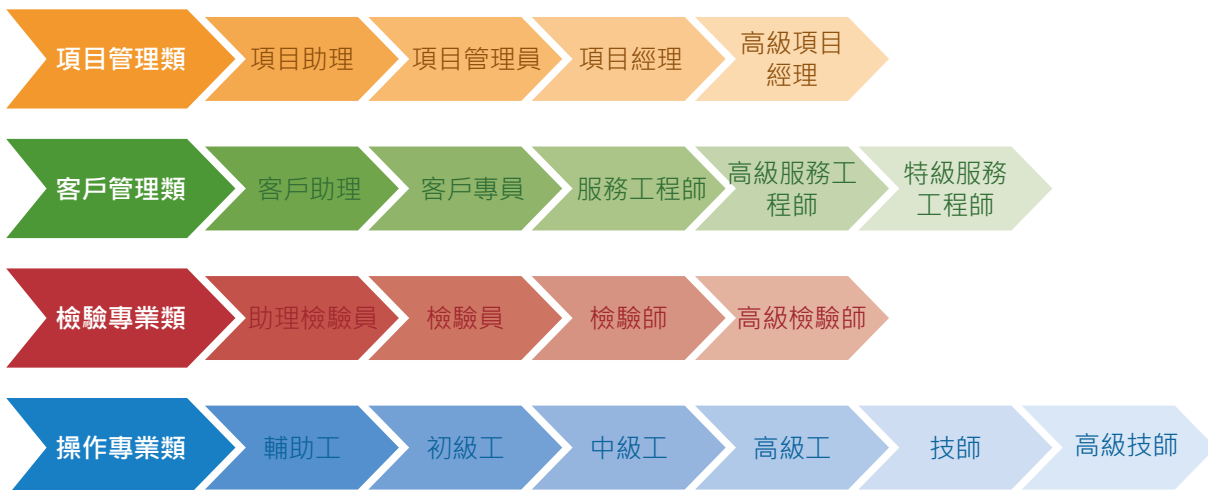 項目管理類
項目助理
項目管理員
項目經理
高級項目
經理
客戶管理類
客戶助理
客戶專員
服務工程師
高級服務工
程師
特級服務
工程師
檢驗專業類
助理檢驗員
檢驗員
檢驗師
高級檢驗師
操作專業類
輔助工
初級工
中級工
高級工
技師
高級技師